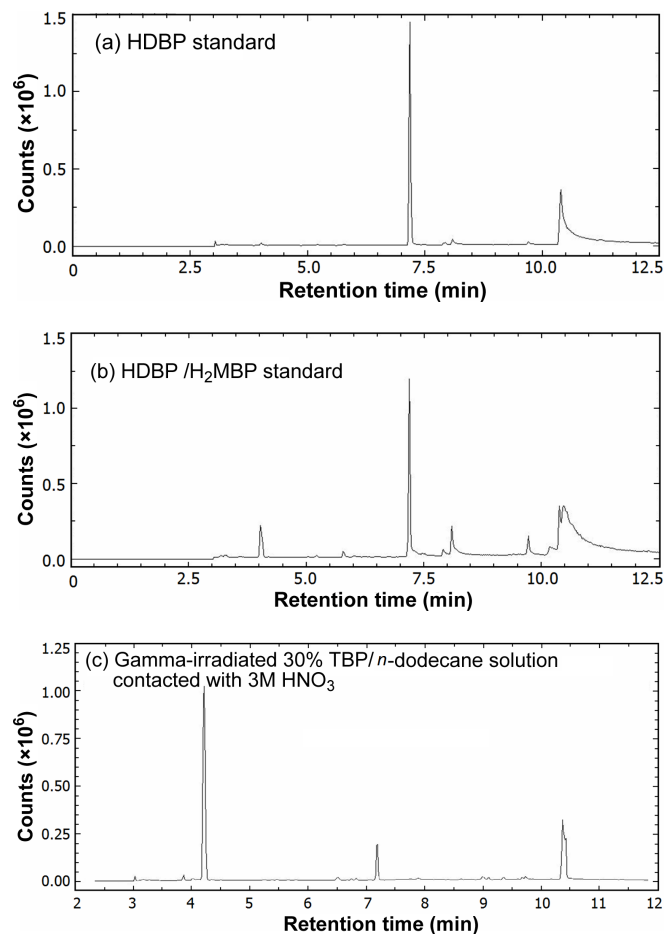 1.5
(a) HDBP standard
1.0
Counts (×10⁶)
0.5
0.0
0 2.5 5.0 7.5 10.0 12.5
Retention time (min)
1.5
(b) HDBP /H₂MBP standard
1.0
Counts (×10⁶)
0.5
0.0
0 2.5 5.0 7.5 10.0 12.5
Retention time (min)
1.25
(c) Gamma-irradiated 30% TBP/n-dodecane solution
contacted with 3M HNO₃
1.00
Counts (×10⁶)
0.75
0.50
0.25
0.00
2 3 4 5 6 7 8 9 10 11 12
Retention time (min)